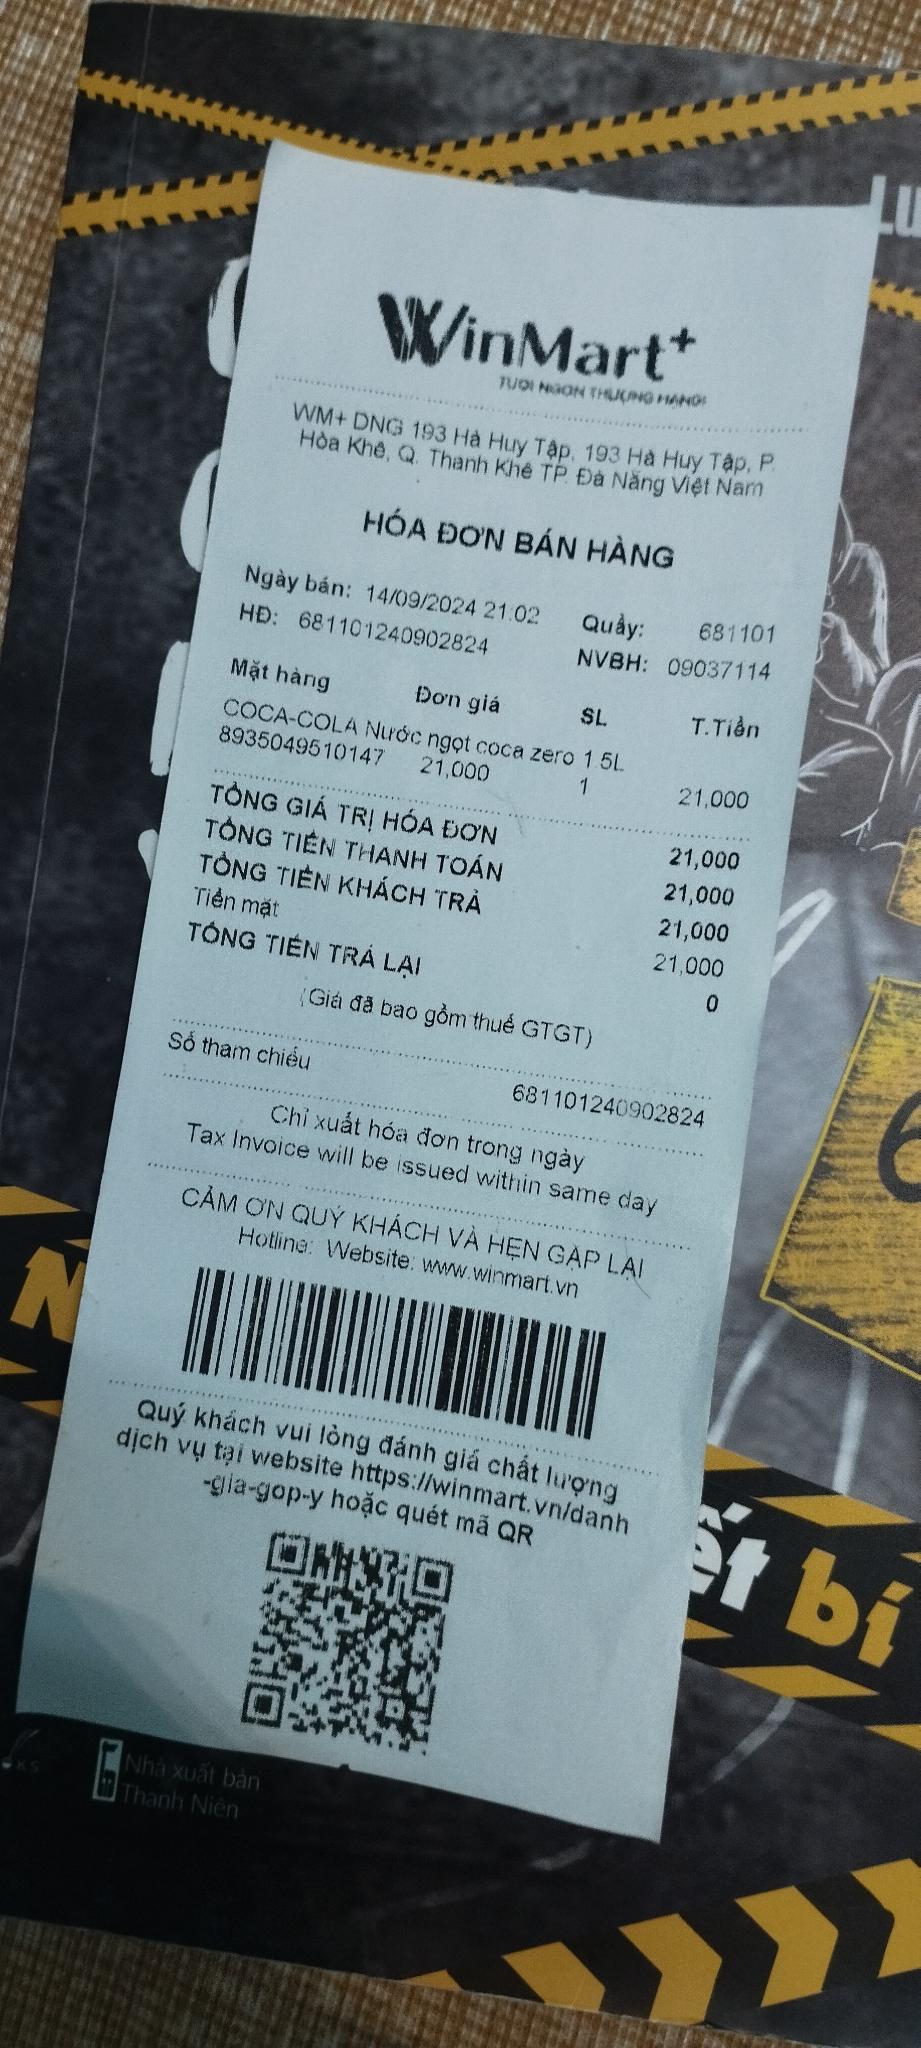 Lu
WinMart+
TƯƠI NGON THƯỢNG HẠNG!
WM+ DNG 193 Hà Huy Tập, 193 Hà Huy Tập, P.
Hòa Khê, Q. Thanh Khê TP. Đà Nẵng Việt Nam
HÓA ĐƠN BÁN HÀNG
Ngày bán: 14/09/2024 21:02 Quầy: 681101
HĐ: 681101240902824 NVBH: 09037114
Mặt hàng Đơn giá SL T.Tiền
COCA-COLA Nước ngọt coca zero 1.5L
8935049510147 21,000 1 21,000
TỔNG GIÁ TRỊ HÓA ĐƠN 21,000
TỔNG TIỀN THANH TOÁN 21,000
TỔNG TIỀN KHÁCH TRẢ 21,000
Tiền mặt 21,000
TỔNG TIỀN TRẢ LẠI 0
(Giá đã bao gồm thuế GTGT)
Số tham chiếu 681101240902824
Chỉ xuất hóa đơn trong ngày
Tax Invoice will be issued within same day
CẢM ƠN QUÝ KHÁCH VÀ HẸN GẶP LẠI
Hotline: Website: www.winmart.vn
Quý khách vui lòng đánh giá chất lượng
dịch vụ tại website https://winmart.vn/danh
-gia-gop-y hoặc quét mã QR
N
ết bí
6
KS
Nhà xuất bản
Thanh Niên